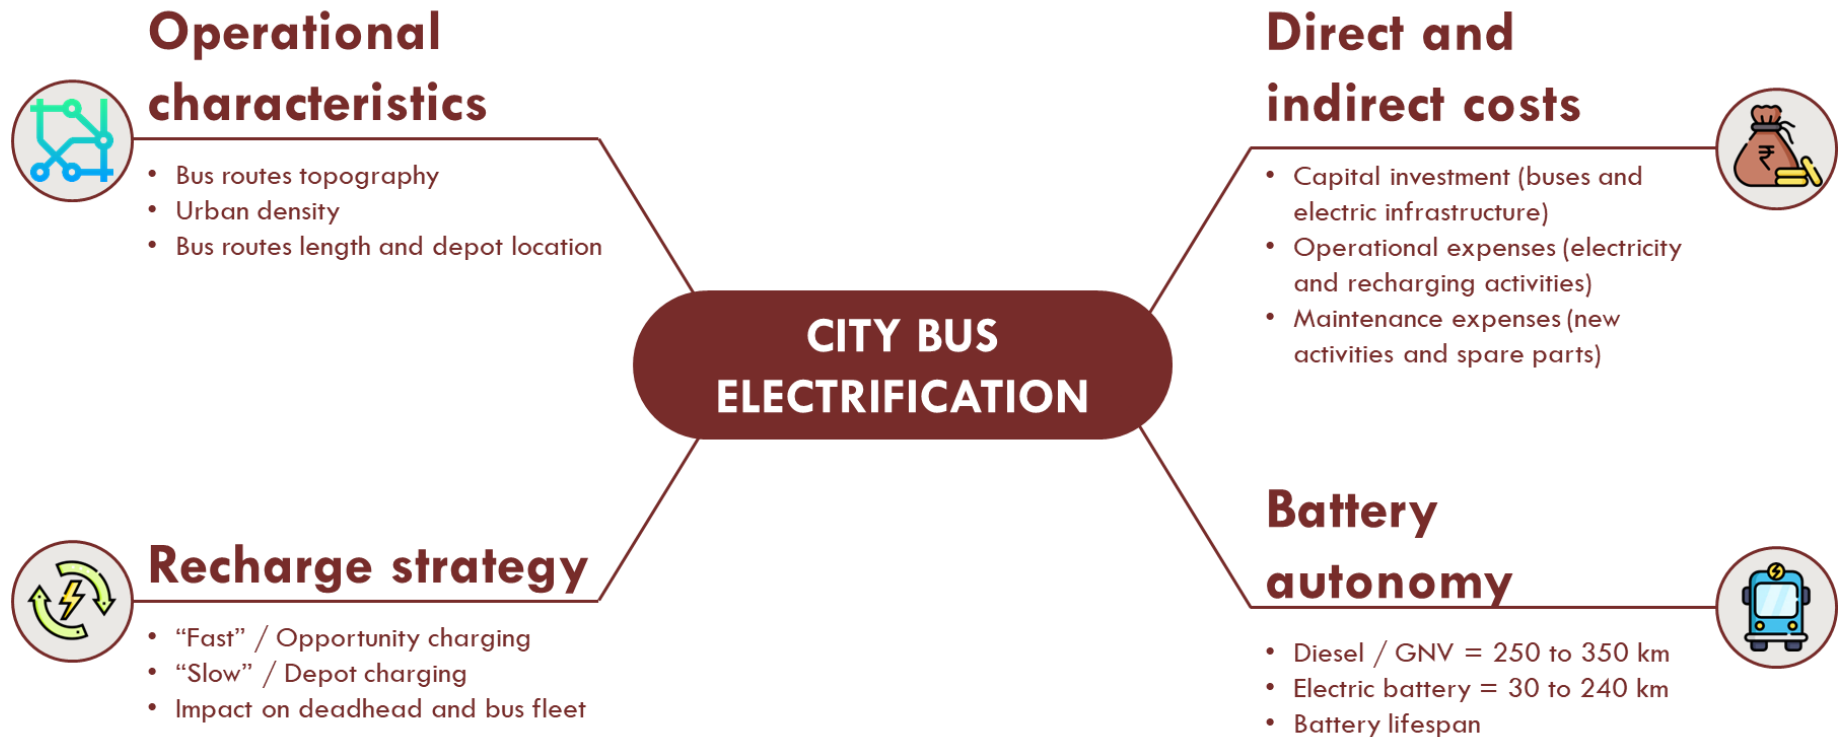 Operational
characteristics
• Bus routes topography
• Urban density
• Bus routes length and depot location
Direct and
indirect costs
₹
• Capital investment (buses and
electric infrastructure)
• Operational expenses (electricity
and recharging activities)
• Maintenance expenses (new
activities and spare parts)
CITY BUS
ELECTRIFICATION
Recharge strategy
• “Fast” / Opportunity charging
• “Slow” / Depot charging
• Impact on deadhead and bus fleet
Battery
autonomy
• Diesel / GNV = 250 to 350 km
• Electric battery = 30 to 240 km
• Battery lifespan